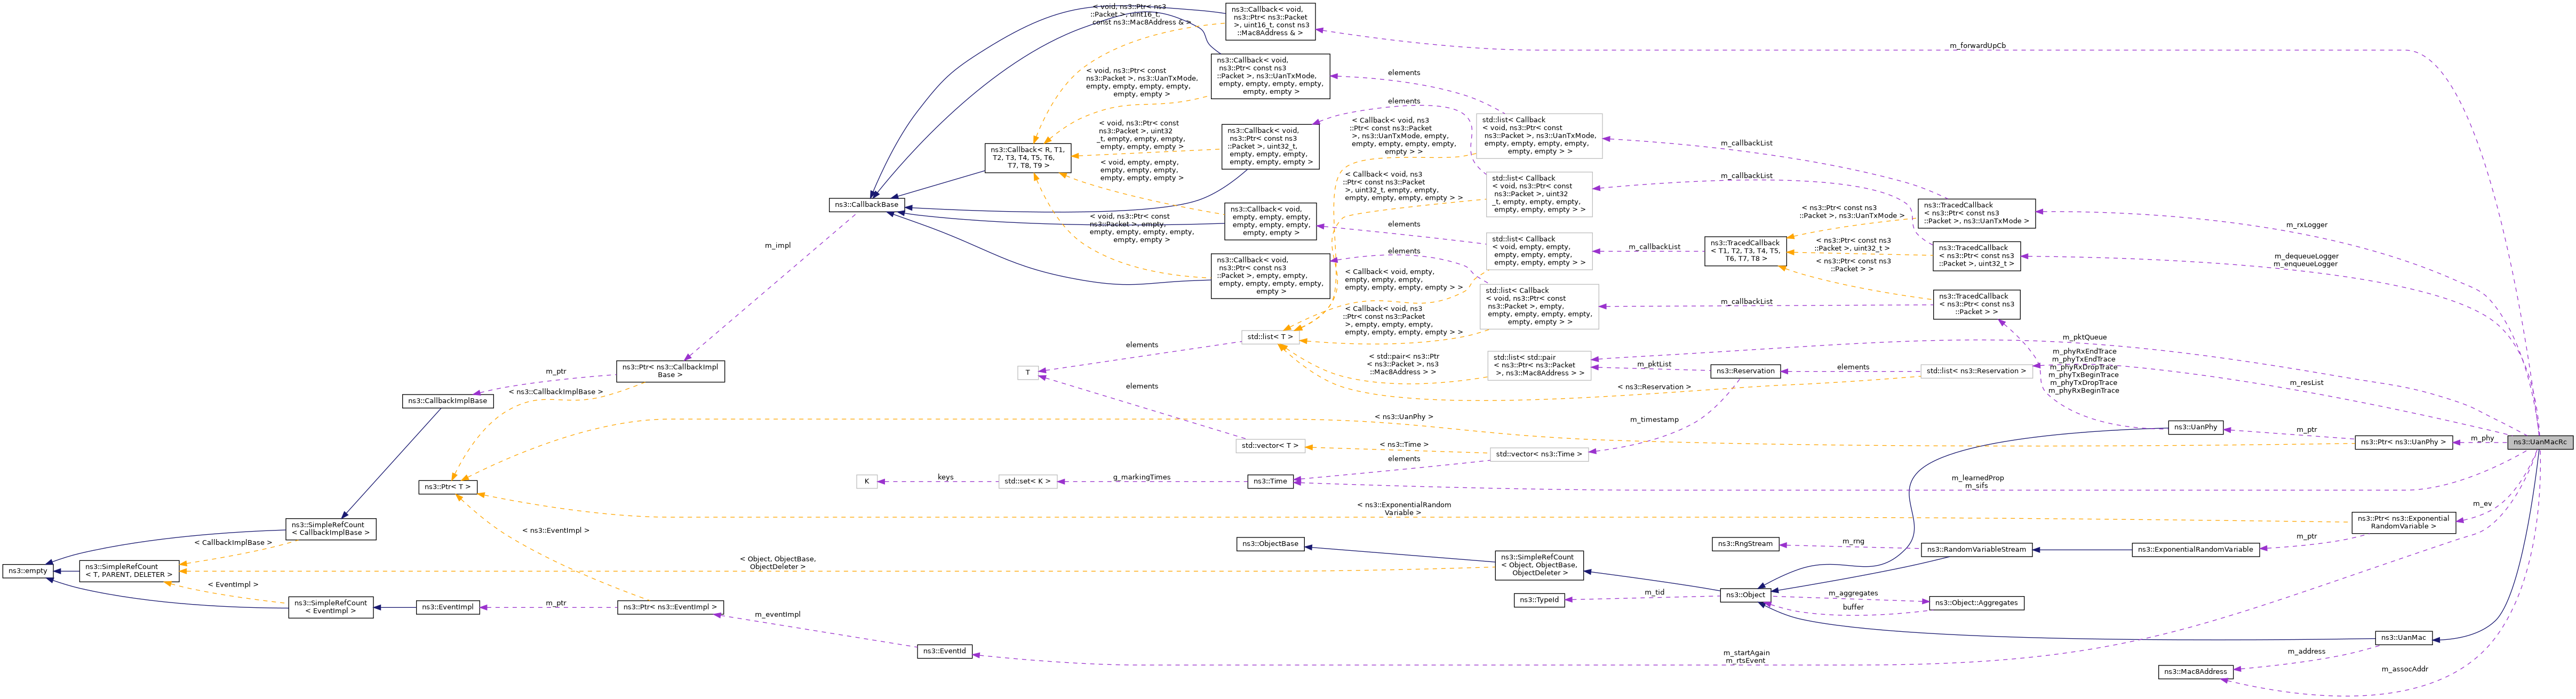 ns3::empty
ns3::SimpleRefCount
< T, PARENT, DELETER >
ns3::SimpleRefCount
< CallbackImplBase >
ns3::SimpleRefCount
< EventImpl >
< CallbackImplBase >
< EventImpl >
ns3::CallbackImplBase
ns3::Ptr< T >
ns3::EventImpl
m_ptr
< ns3::CallbackImplBase >
< ns3::EventImpl >
m_ptr
ns3::Ptr< ns3::CallbackImpl
Base >
ns3::Ptr< ns3::EventImpl >
m_impl
m_eventImpl
< Object, ObjectBase,
ObjectDeleter >
ns3::CallbackBase
K
keys
ns3::EventId
ns3::Callback< R, T1,
T2, T3, T4, T5, T6,
T7, T8, T9 >
T
std::set< K >
< void, ns3::Ptr< ns3
::Packet >, uint16_t,
const ns3::Mac8Address & >
< void, ns3::Ptr< const
ns3::Packet >, ns3::UanTxMode,
empty, empty, empty, empty,
empty, empty >
< void, ns3::Ptr< const
ns3::Packet >, uint32
_t, empty, empty, empty,
empty, empty, empty >
< void, empty, empty,
empty, empty, empty,
empty, empty, empty >
< void, ns3::Ptr< const
ns3::Packet >, empty,
empty, empty, empty, empty,
empty, empty >
elements
elements
g_markingTimes
ns3::Callback< void,
ns3::Ptr< ns3::Packet
>, uint16_t, const ns3
::Mac8Address & >
ns3::Callback< void,
ns3::Ptr< const ns3
::Packet >, ns3::UanTxMode,
empty, empty, empty, empty,
empty, empty >
ns3::Callback< void,
ns3::Ptr< const ns3
::Packet >, uint32_t,
empty, empty, empty,
empty, empty, empty >
ns3::Callback< void,
empty, empty, empty,
empty, empty, empty,
empty, empty >
ns3::Callback< void,
ns3::Ptr< const ns3
::Packet >, empty, empty,
empty, empty, empty, empty,
empty >
std::list< T >
std::vector< T >
ns3::Time
ns3::ObjectBase
elements
elements
< Callback< void, ns3
::Ptr< const ns3::Packet
>, ns3::UanTxMode, empty,
empty, empty, empty, empty,
empty > >
< Callback< void, ns3
::Ptr< const ns3::Packet
>, uint32_t, empty, empty,
empty, empty, empty, empty > >
elements
elements
< Callback< void, empty,
empty, empty, empty,
empty, empty, empty, empty > >
< Callback< void, ns3
::Ptr< const ns3::Packet
>, empty, empty, empty,
empty, empty, empty, empty > >
< std::pair< ns3::Ptr
< ns3::Packet >, ns3
::Mac8Address > >
< ns3::UanPhy >
< ns3::Time >
elements
< ns3::ExponentialRandom
Variable >
std::list< Callback
< void, ns3::Ptr< const
ns3::Packet >, ns3::UanTxMode,
empty, empty, empty, empty,
empty, empty > >
std::list< Callback
< void, ns3::Ptr< const
ns3::Packet >, uint32
_t, empty, empty, empty,
empty, empty, empty > >
std::list< Callback
< void, empty, empty,
empty, empty, empty,
empty, empty, empty > >
std::list< Callback
< void, ns3::Ptr< const
ns3::Packet >, empty,
empty, empty, empty, empty,
empty, empty > >
std::list< std::pair
< ns3::Ptr< ns3::Packet
>, ns3::Mac8Address > >
std::vector< ns3::Time >
ns3::SimpleRefCount
< Object, ObjectBase,
ObjectDeleter >
ns3::TypeId
m_callbackList
m_callbackList
m_callbackList
m_callbackList
m_pktList
< ns3::Reservation >
m_timestamp
m_tid
ns3::TracedCallback
< T1, T2, T3, T4, T5,
T6, T7, T8 >
ns3::Reservation
ns3::RngStream
ns3::Object
m_startAgain
m_rtsEvent
< ns3::Ptr< const ns3
::Packet >, ns3::UanTxMode >
< ns3::Ptr< const ns3
::Packet >, uint32_t >
< ns3::Ptr< const ns3
::Packet > >
elements
m_rng
m_aggregates
buffer
ns3::TracedCallback
< ns3::Ptr< const ns3
::Packet >, ns3::UanTxMode >
ns3::TracedCallback
< ns3::Ptr< const ns3
::Packet >, uint32_t >
ns3::TracedCallback
< ns3::Ptr< const ns3
::Packet > >
std::list< ns3::Reservation >
m_forwardUpCb
m_learnedProp
m_sifs
ns3::RandomVariableStream
ns3::Object::Aggregates
m_pktQueue
m_phyRxEndTrace
m_phyTxEndTrace
m_phyRxDropTrace
m_phyTxBeginTrace
m_phyTxDropTrace
m_phyRxBeginTrace
ns3::UanPhy
ns3::ExponentialRandomVariable
ns3::Mac8Address
m_rxLogger
m_dequeueLogger
m_enqueueLogger
m_resList
m_ptr
m_ptr
m_address
ns3::Ptr< ns3::UanPhy >
ns3::Ptr< ns3::Exponential
RandomVariable >
ns3::UanMac
m_assocAddr
m_phy
m_ev
ns3::UanMacRc